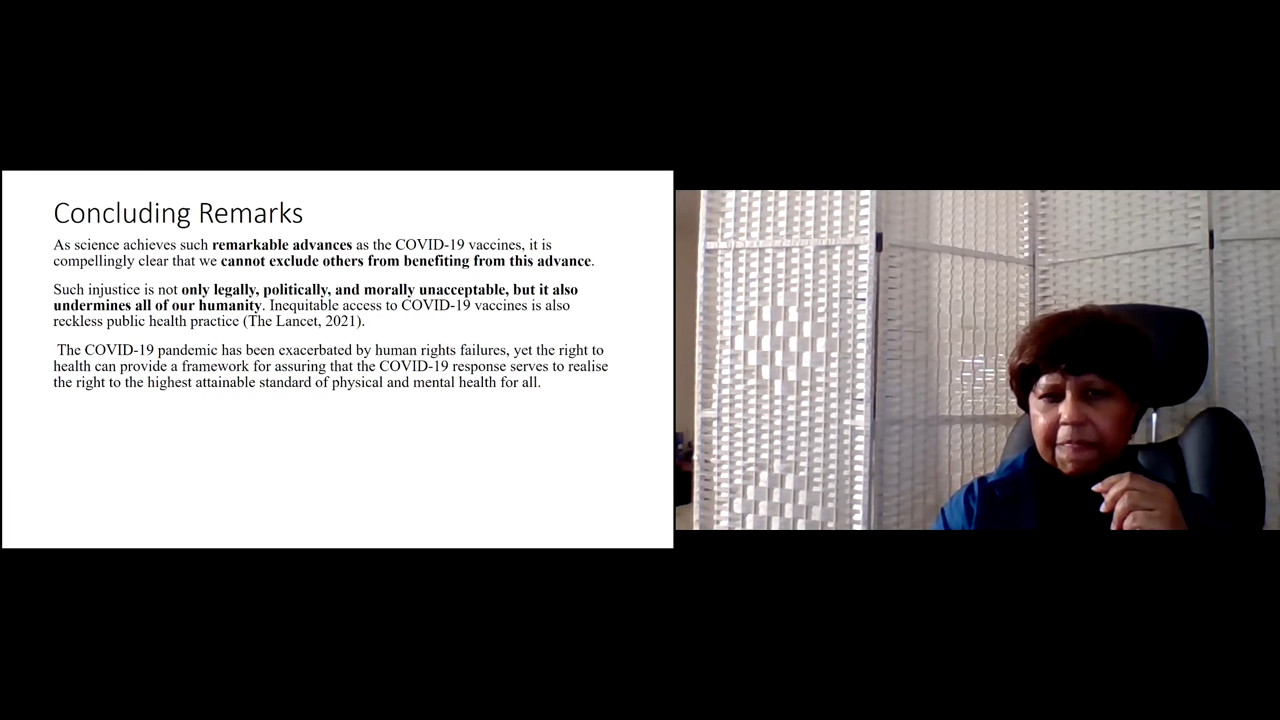 Concluding Remarks
As science achieves such remarkable advances as the COVID-19 vaccines, it is
compellingly clear that we cannot exclude others from benefiting from this advance.
Such injustice is not only legally, politically, and morally unacceptable, but it also
undermines all of our humanity. Inequitable access to COVID-19 vaccines is also
reckless public health practice (The Lancet, 2021).
The COVID-19 pandemic has been exacerbated by human rights failures, yet the right to
health can provide a framework for assuring that the COVID-19 response serves to realise
the right to the highest attainable standard of physical and mental health for all.